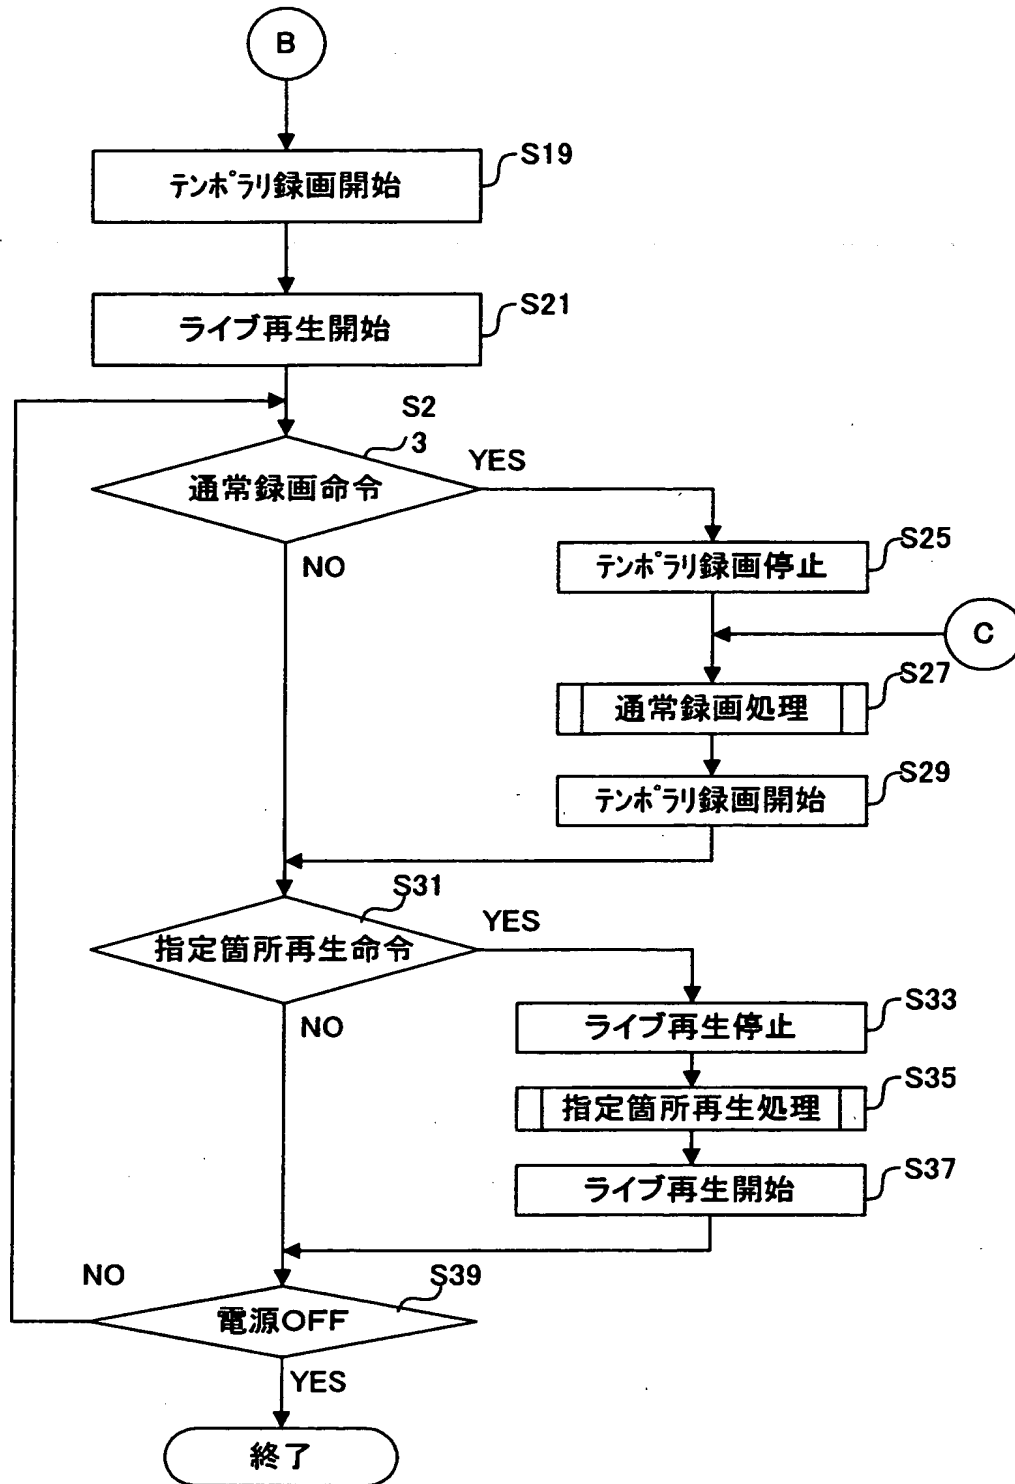 B
テンポラリ録画開始
S19
ライブ再生開始
S21
S2
3
通常録画命令
YES
NO
テンポラリ録画停止
S25
C
通常録画処理
S27
テンポラリ録画開始
S29
S31
指定箇所再生命令
YES
NO
ライブ再生停止
S33
指定箇所再生処理
S35
ライブ再生開始
S37
NO
S39
電源OFF
YES
終了